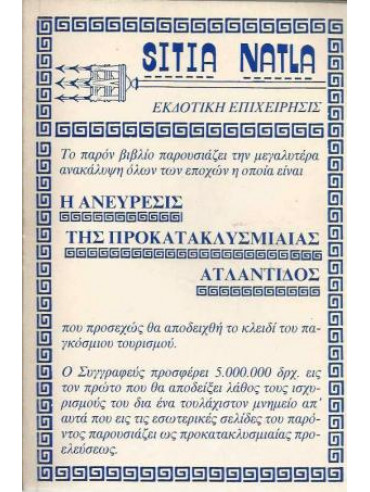 SITIA NATLA
ΕΚΔΟΤΙΚΗ ΕΠΙΧΕΙΡΗΣΙΣ
Το παρόν βιβλίο παρουσιάζει την μεγαλυτέρα
ανακάλυψη όλων των εποχών η οποία είναι
Η ΑΝΕΥΡΕΣΙΣ
ΤΗΣ ΠΡΟΚΑΤΑΚΛΥΣΜΙΑΙΑΣ
ΑΤΛΑΝΤΙΔΟΣ
που προσεχώς θα αποδειχθή το κλειδί του πα-
γκόσμιου τουρισμού.
Ο Συγγραφεύς προσφέρει 5.000.000 δρχ. εις
τον πρώτο που θα αποδείξει λάθος τους ισχυ-
ρισμούς του δια ένα τουλάχιστον μνημείο απ'
αυτά που εις τις εσωτερικές σελίδες του παρό-
ντος παρουσιάζει ως προκατακλυσμιαίας προ-
ελεύσεως.